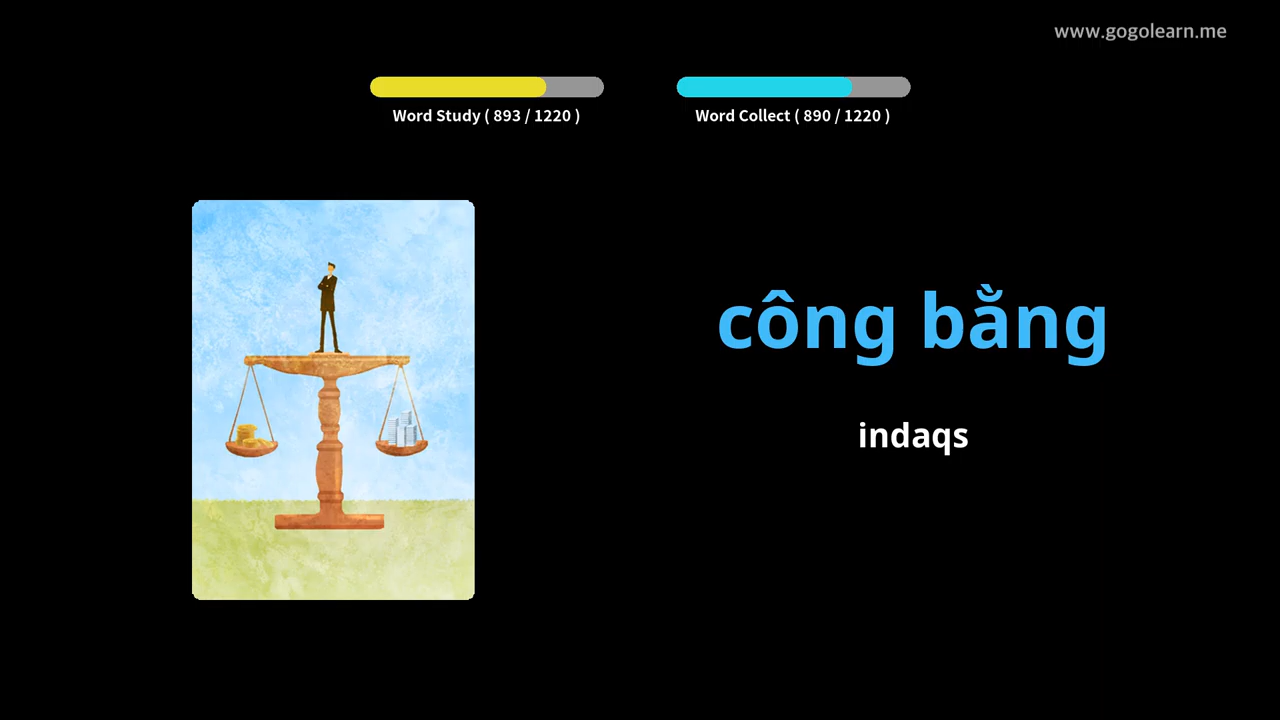 www.gogolearn.me
Word Study ( 893 / 1220 )
Word Collect ( 890 / 1220 )
công bằng
indaqs